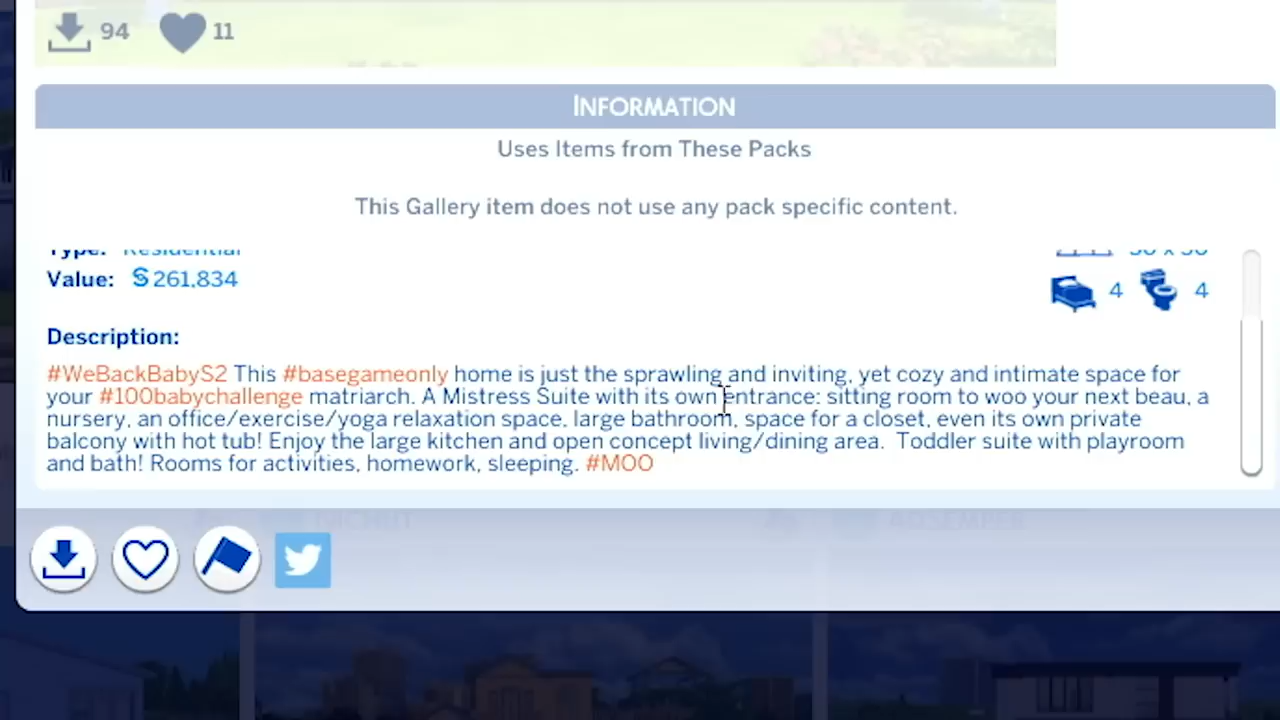 94 11
INFORMATION
Uses Items from These Packs
This Gallery item does not use any pack specific content.
Type: Residential
Value: §261,834
4 4
Description:
#WeBackBabyS2 This #basegameonly home is just the sprawling and inviting, yet cozy and intimate space for
your #100babychallenge matriarch. A Mistress Suite with its own entrance: sitting room to woo your next beau, a
nursery, an office/exercise/yoga relaxation space, large bathroom, space for a closet, even its own private
balcony with hot tub! Enjoy the large kitchen and open concept living/dining area. Toddler suite with playroom
and bath! Rooms for activities, homework, sleeping. #MOO